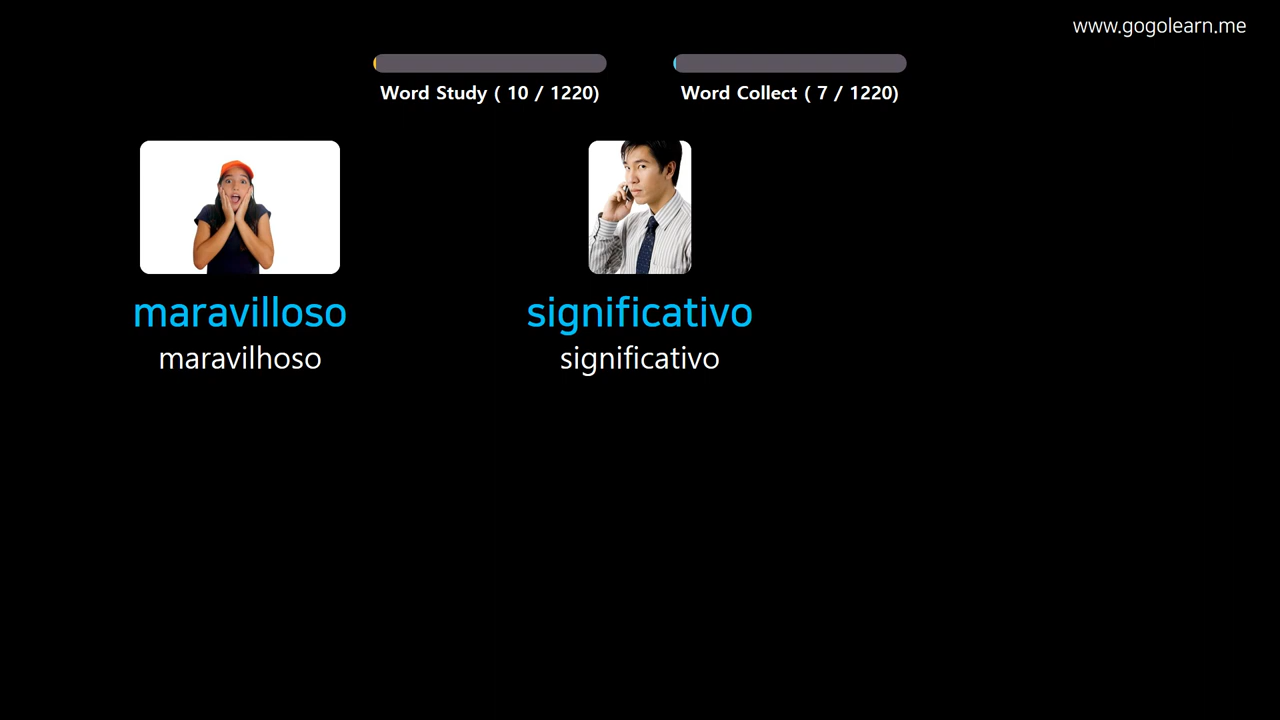 www.gogolearn.me
Word Study ( 10 / 1220)
Word Collect ( 7 / 1220)
maravilloso
maravilhoso
significativo
significativo